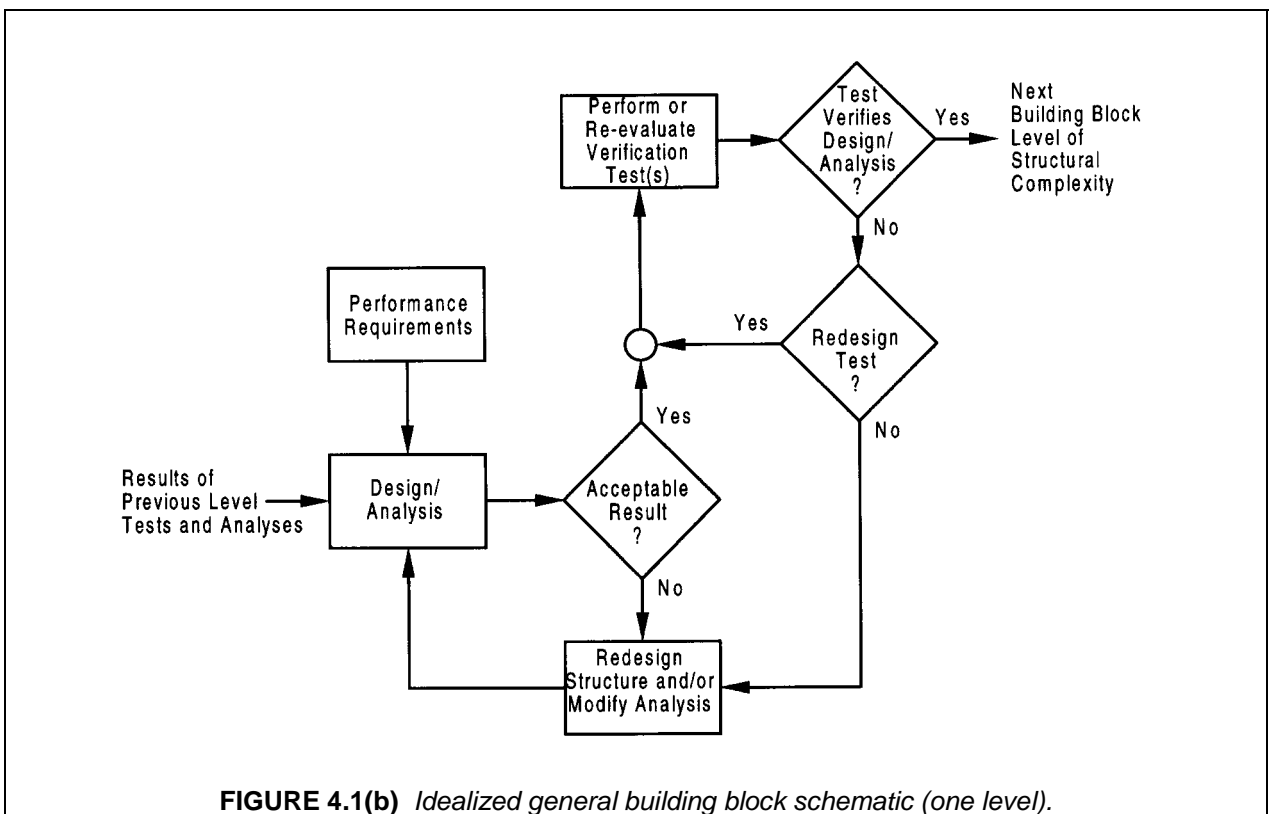 Perform or
Re-evaluate
Verification
Test(s)
Test
Verifies
Design/
Analysis
?
Yes
Next
Building Block
Level of
Structural
Complexity
No
Performance
Requirements
Yes
Redesign
Test
?
No
Yes
Results of
Previous Level
Tests and Analyses
Design/
Analysis
Acceptable
Result
?
No
Redesign
Structure and/or
Modify Analysis
FIGURE 4.1(b) Idealized general building block schematic (one level).